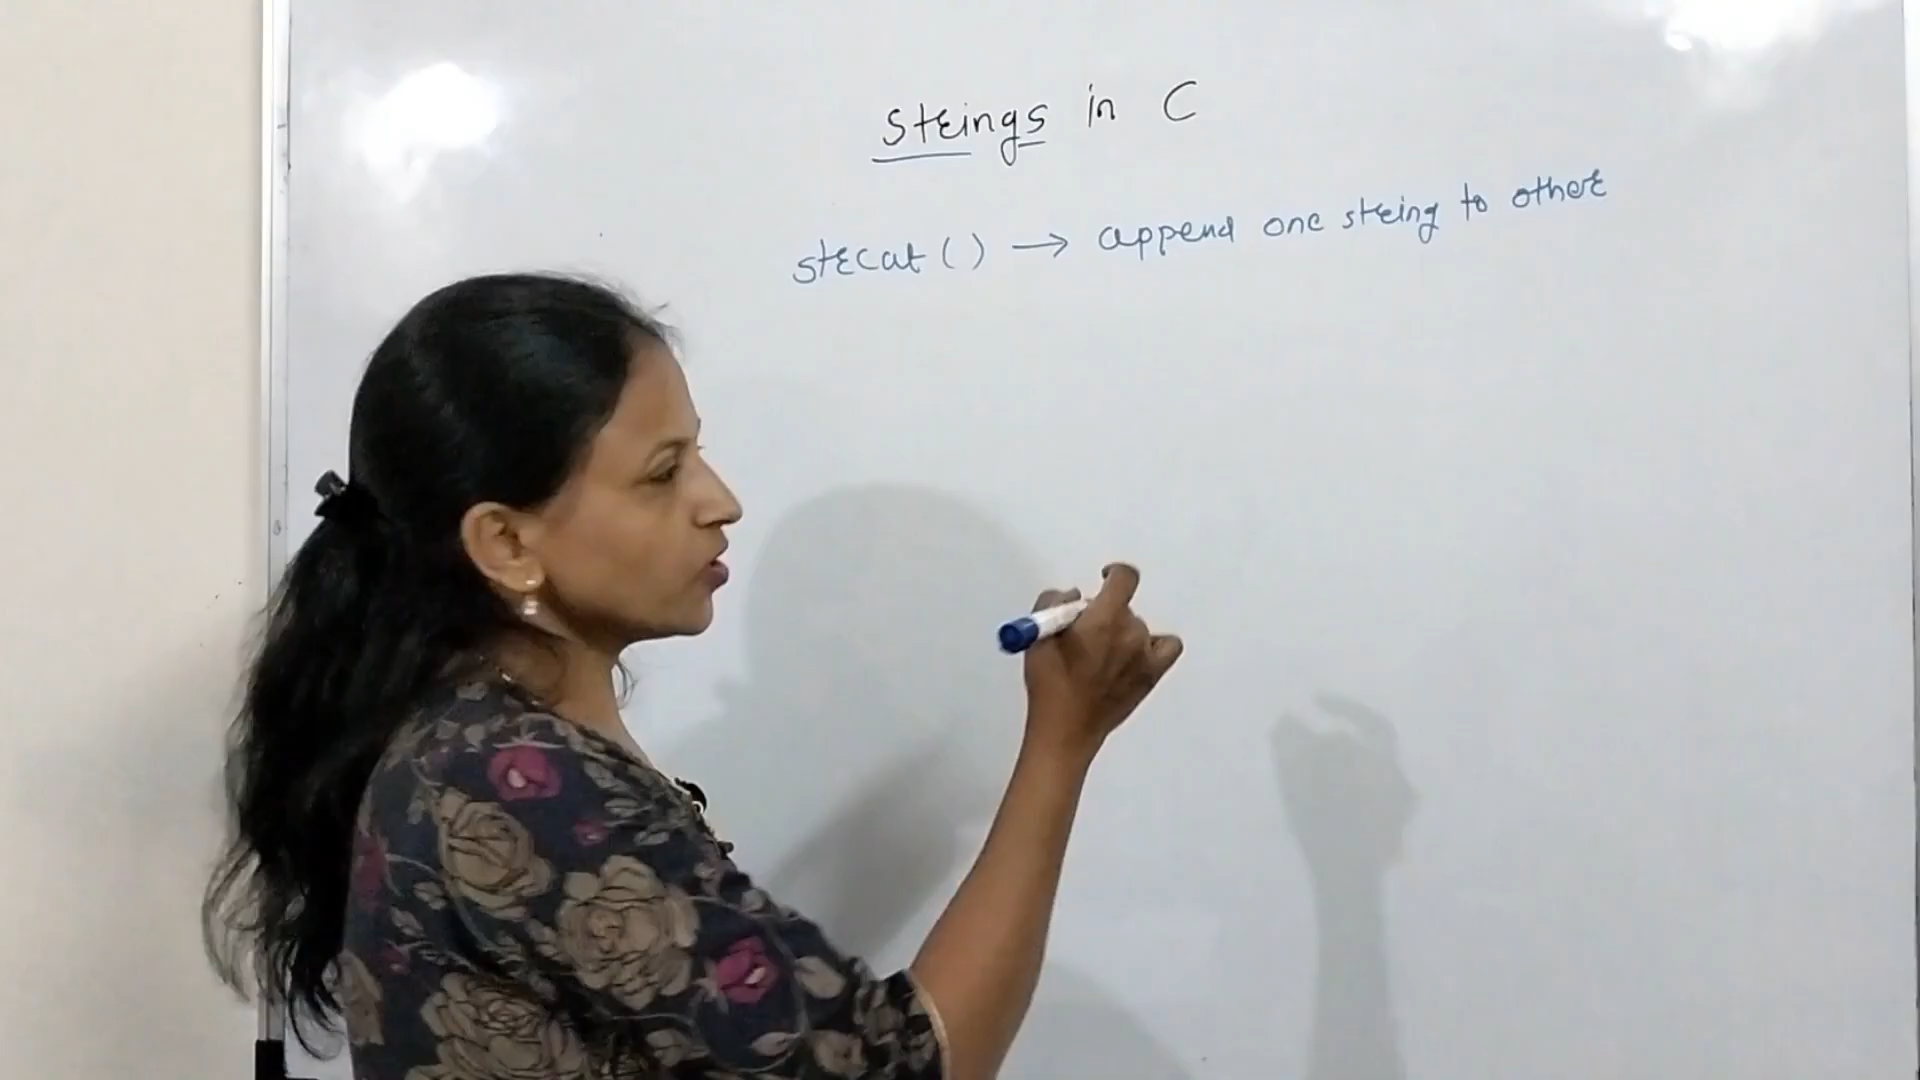 Strings in C
strcat() → append one string to other